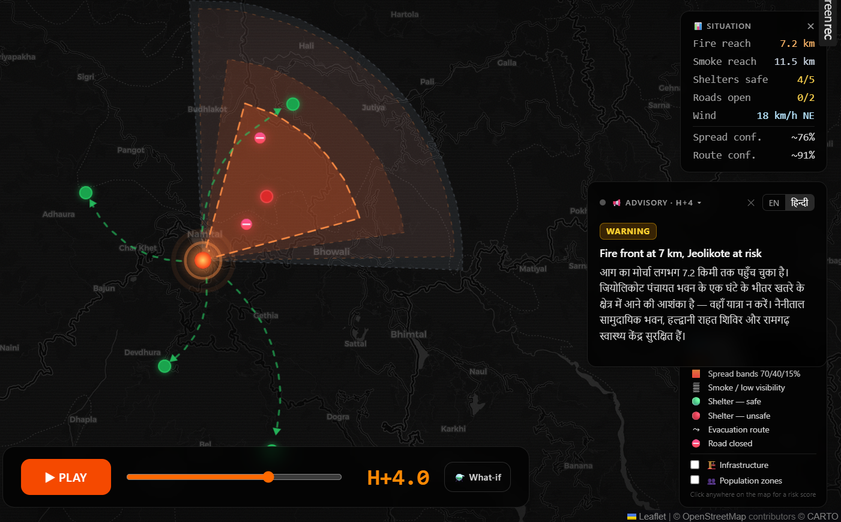 Hartola
Hali
Galla
iyapakha
Sigri
Pali
Sarna
Budhlakot
Jutiya
Pangot
Adhaura
Char Khet
Bhowali
Matiyal
Bajun
Gethia
Bhimtal
Sattal
Devdhura
Naini
Naui
Dhapla
Dogra
Karkhi
Bel
Banana
reenrec
SITUATION ×
Fire reach 7.2 km
Smoke reach 11.5 km
Shelters safe 4/5
Roads open 0/2
Wind 18 km/h NE
Spread conf. ~76%
Route conf. ~91%
ADVISORY · H+4 × EN हिन्दी
WARNING
Fire front at 7 km, Jeolikote at risk
आग का मोर्चा लगभग 7.2 किमी तक पहुँच चुका है।
जियोलिकोट पंचायत भवन के एक घंटे के भीतर खतरे के
क्षेत्र में आने की आशंका है — वहाँ यात्रा न करें। नैनीताल
सामुदायिक भवन, हल्द्वानी राहत शिविर और रामगढ़
स्वास्थ्य केंद्र सुरक्षित हैं।
Spread bands 70/40/15%
Smoke / low visibility
Shelter — safe
Shelter — unsafe
Evacuation route
Road closed
Infrastructure
Population zones
Click anywhere on the map for a risk score
PLAY
H+4.0
What-if
Leaflet | © OpenStreetMap contributors © CARTO